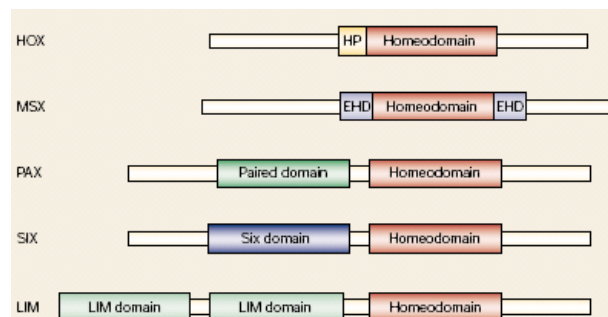 HOX HP Homeodomain
MSX EHD Homeodomain EHD
PAX Paired domain Homeodomain
SIX Six domain Homeodomain
LIM LIM domain LIM domain Homeodomain